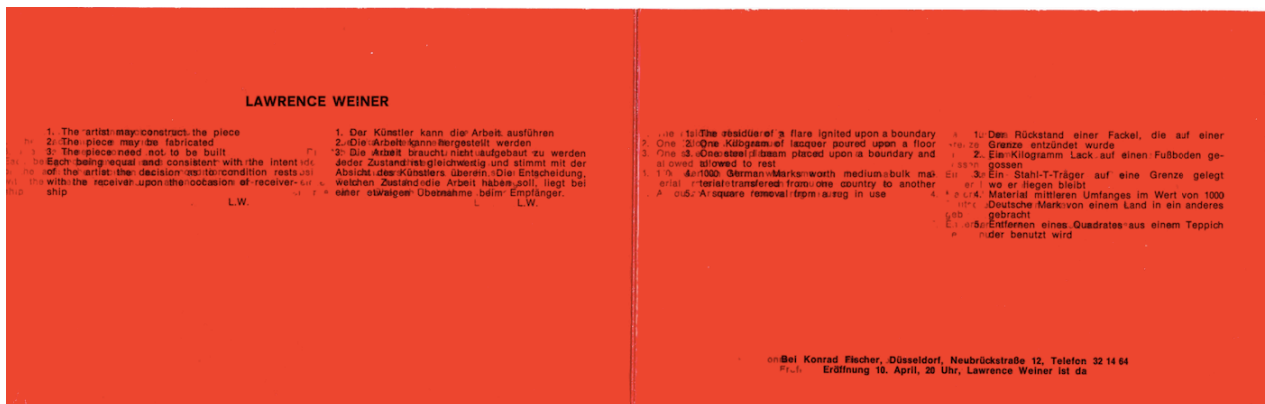 LAWRENCE WEINER
1. The artist may construct the piece
2. The piece may be fabricated
3. The piece need not to be built
Each being equal and consistent with the intent
of the artist the decision as to condition rests
with the receiver upon the occasion of receiver-
ship
L.W.
1. Der Künstler kann die Arbeit ausführen
2. Die Arbeit kann hergestellt werden
3. Die Arbeit braucht nicht aufgebaut zu werden
Jeder Zustand ist gleichwertig und stimmt mit der
Absicht des Künstlers überein. Die Entscheidung,
welchen Zustand die Arbeit haben soll, liegt bei
einer etwaigen Übernahme beim Empfänger.
L.W.
1. The residue of a flare ignited upon a boundary
2. One Kilogram of lacquer poured upon a floor
3. One steel I beam placed upon a boundary and
allowed to rest
4. 1000 German Marks worth medium bulk mat-
erial transfered from one country to another
5. A square removal from a rug in use
1. Der Rückstand einer Fackel, die auf einer
Grenze entzündet wurde
2. Ein Kilogramm Lack auf einen Fußboden ge-
gossen
3. Ein Stahl-T-Träger auf eine Grenze gelegt
wo er liegen bleibt
4. Material mittleren Umfanges im Wert von 1000
Deutsche Mark von einem Land in ein anderes
gebracht
5. Entfernen eines Quadrates aus einem Teppich
der benutzt wird
Bei Konrad Fischer, Düsseldorf, Neubrückstraße 12, Telefon 32 14 64
Eröffnung 10. April, 20 Uhr, Lawrence Weiner ist da